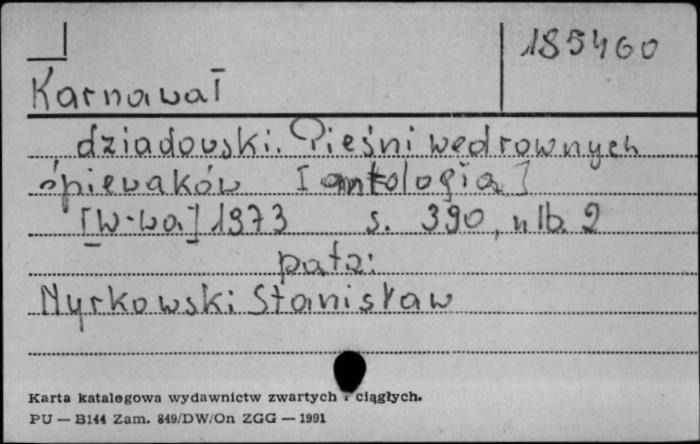 185460
Karnawał
dziadowski. Pieśni wędrownych
śpiewaków [antologia]
[W-wa] 1973 s. 390, nlb. 2
patz:
Nyrkowski Stanisław
Karta katalogowa wydawnictw zwartych i ciągłych.
PU — B144 Zam. 849/DW/On ZGG — 1991